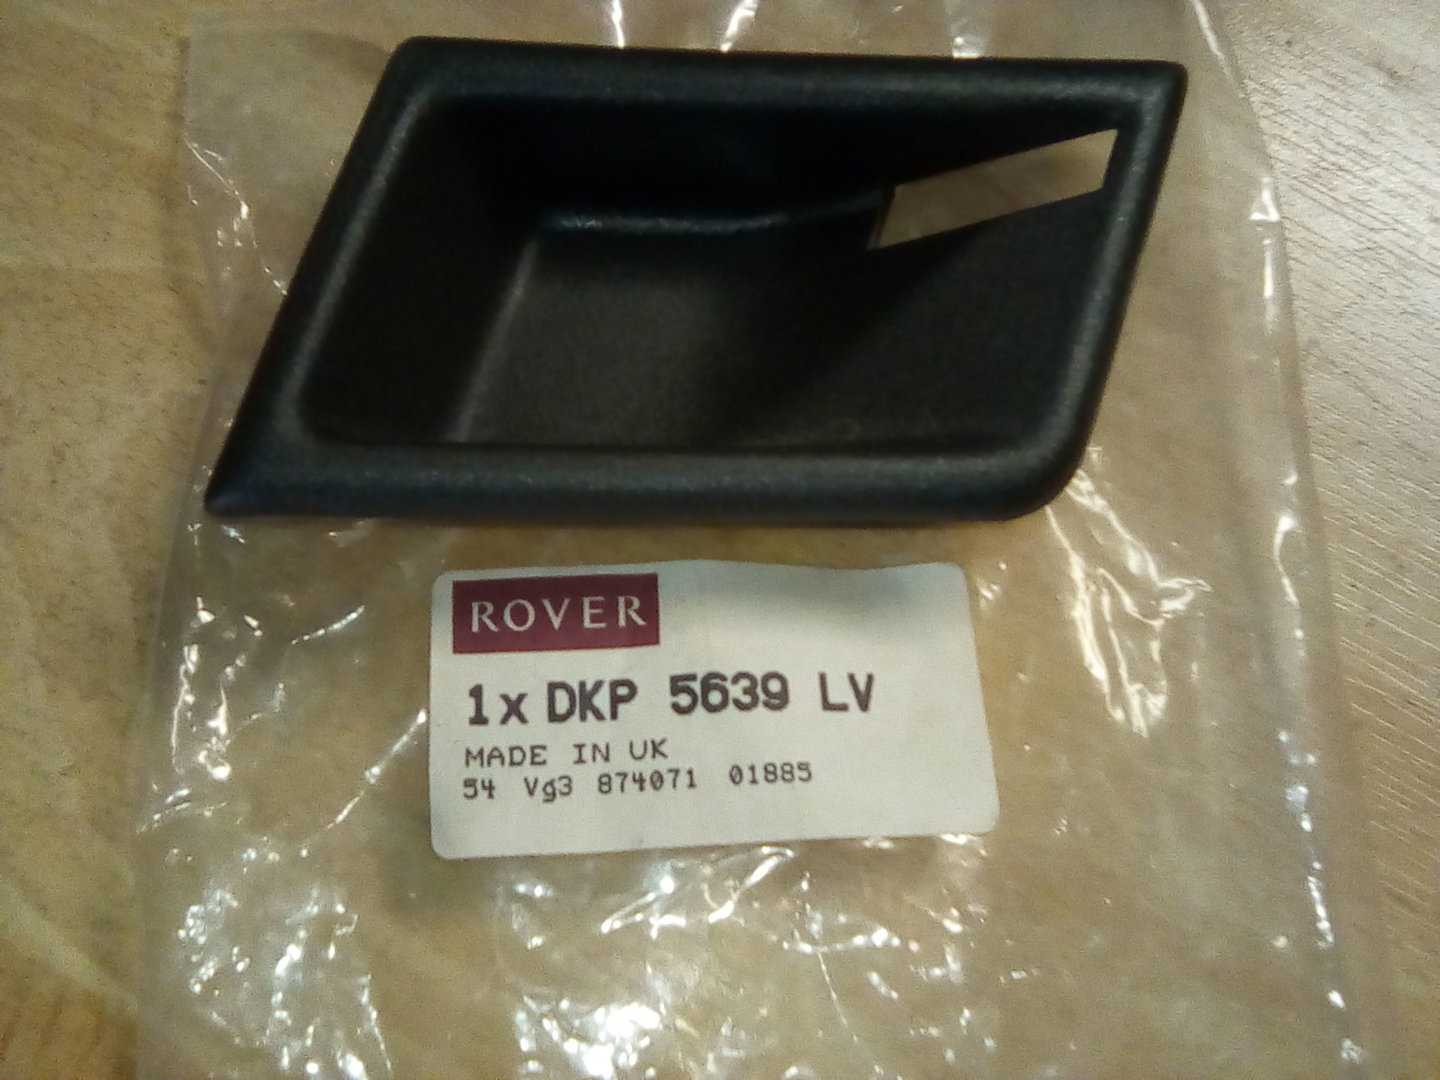 ROVER
1x DKP 5639 LV
MADE IN UK
54 Vg3 874071 01885